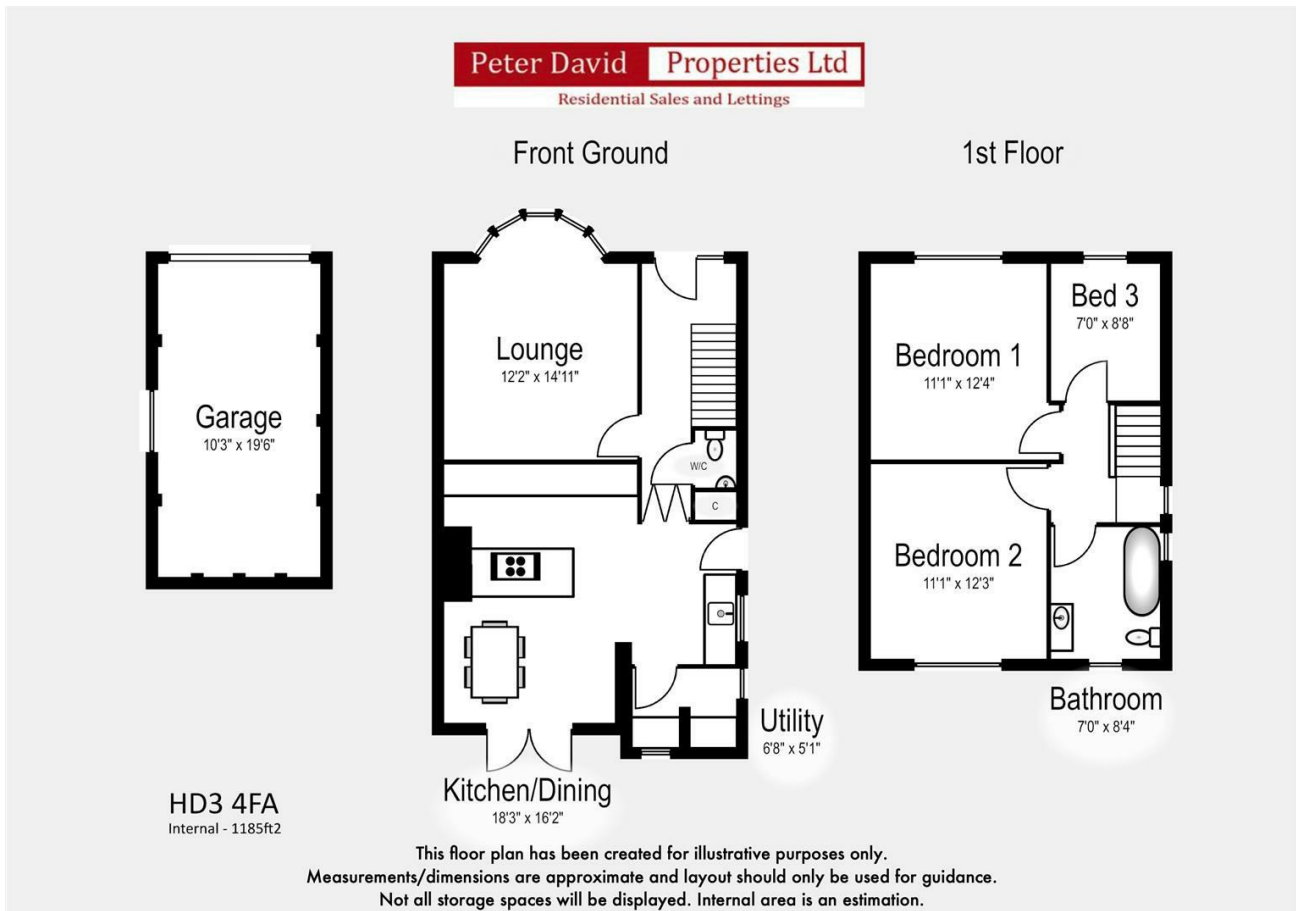 Peter David Properties Ltd
Residential Sales and Lettings
Front Ground
1st Floor
Garage
10'3" x 19'6"
Lounge
12'2" x 14'11"
W/C
C
Kitchen/Dining
18'3" x 16'2"
Utility
6'8" x 5'1"
Bedroom 1
11'1" x 12'4"
Bed 3
7'0" x 8'8"
Bedroom 2
11'1" x 12'3"
Bathroom
7'0" x 8'4"
HD3 4FA
Internal - 1185ft2
This floor plan has been created for illustrative purposes only.
Measurements/dimensions are approximate and layout should only be used for guidance.
Not all storage spaces will be displayed. Internal area is an estimation.